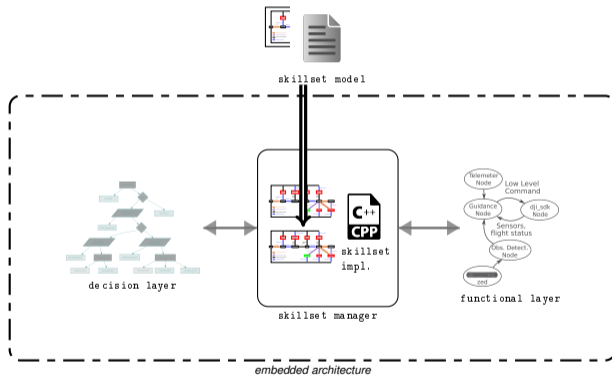 skillset model
Telemeter
Node
Low Level
Command
Guidance
Node
dji_sdk
Node
Sensors,
flight status
Obs. Detect.
Node
zed
C++
CPP
skillset
impl.
decision layer
functional layer
skillset manager
embedded architecture